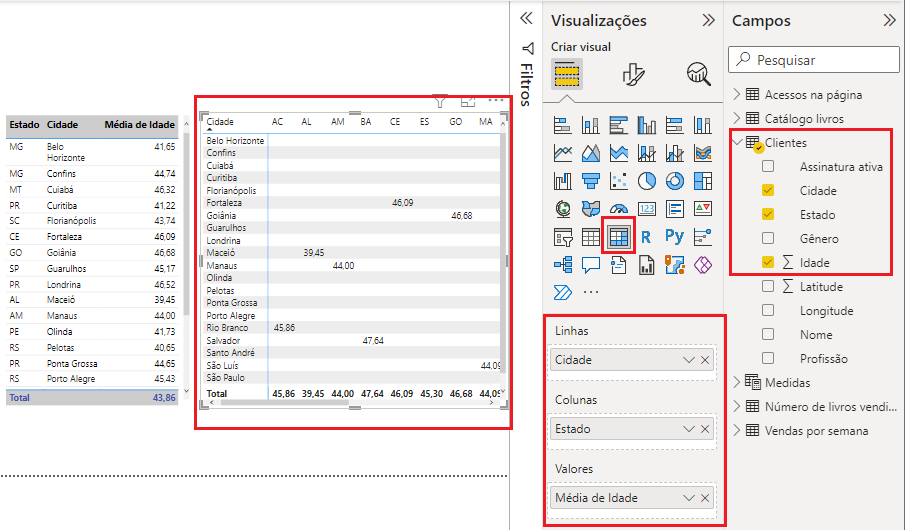 Estado Cidade Média de Idade
MG Belo Horizonte 41,65
MG Confins 44,74
MT Cuiabá 46,32
PR Curitiba 41,22
SC Florianópolis 43,74
CE Fortaleza 46,09
GO Goiânia 46,68
SP Guarulhos 45,17
PR Londrina 46,52
AL Maceió 39,45
AM Manaus 44,00
PE Olinda 41,73
RS Pelotas 40,65
PR Ponta Grossa 44,65
RS Porto Alegre 45,43
Total 43,86
Cidade AC AL AM BA CE ES GO MA
Belo Horizonte
Confins
Cuiabá
Curitiba
Florianópolis
Fortaleza 46,09
Goiânia 46,68
Guarulhos
Londrina
Maceió 39,45
Manaus 44,00
Olinda
Pelotas
Ponta Grossa
Porto Alegre
Rio Branco 45,86
Salvador 47,64
Santo André
São Luís 44,09
São Paulo
Total 45,86 39,45 44,00 47,64 46,09 45,30 46,68 44,09
Filtros
Visualizações
Criar visual
123
R Py
...
Linhas
Cidade
Colunas
Estado
Valores
Média de Idade
Campos
Pesquisar
Acessos na página
Catálogo livros
Clientes
Assinatura ativa
Cidade
Estado
Gênero
∑ Idade
∑ Latitude
Longitude
Nome
Profissão
Medidas
Número de livros vendi...
Vendas por semana